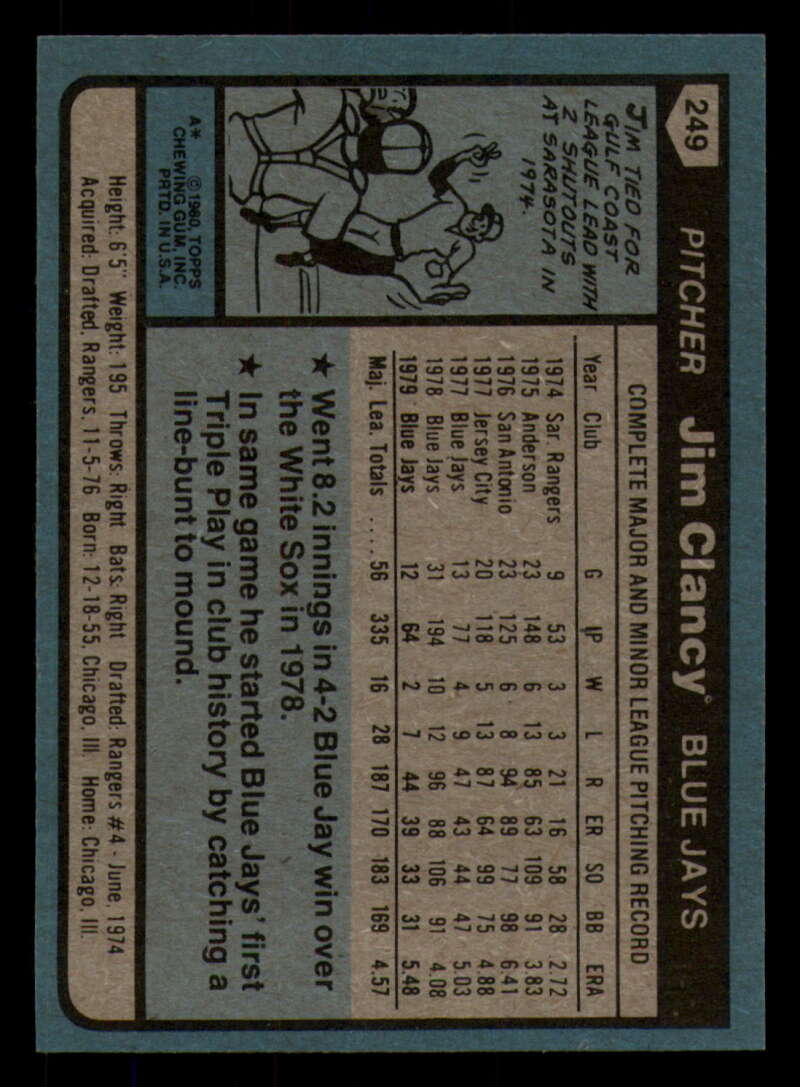 249
PITCHER Jim Clancy BLUE JAYS
JIM TIED FOR
GULF COAST
LEAGUE LEAD WITH
2 SHUTOUTS
AT SARASOTA IN
1974.
A* ©1980, TOPPS
CHEWING GUM, INC.
PRTD. IN U.S.A.
COMPLETE MAJOR AND MINOR LEAGUE PITCHING RECORD
Year Club G IP W L R ER SO BB ERA
1974 Sar. Rangers 9 53 3 3 21 16 58 28 2.72
1975 Anderson 23 148 6 13 85 63 109 91 3.83
1976 San Antonio 23 125 6 8 94 89 77 98 6.41
1977 Jersey City 20 118 5 13 87 64 99 75 4.88
1977 Blue Jays 13 77 4 9 47 43 44 47 5.03
1978 Blue Jays 31 194 10 12 96 88 106 91 4.08
1979 Blue Jays 12 64 2 7 44 39 33 31 5.48
Maj. Lea. Totals .... 56 335 16 28 187 170 183 169 4.57
★ Went 8.2 innings in 4-2 Blue Jay win over
the White Sox in 1978.
★ In same game he started Blue Jays' first
Triple Play in club history by catching a
line-bunt to mound.
Height: 6'5" Weight: 195 Throws: Right Bats: Right Drafted: Rangers #4 - June, 1974
Acquired: Drafted, Rangers, 11-5-76 Born: 12-18-55, Chicago, Ill. Home: Chicago, Ill.